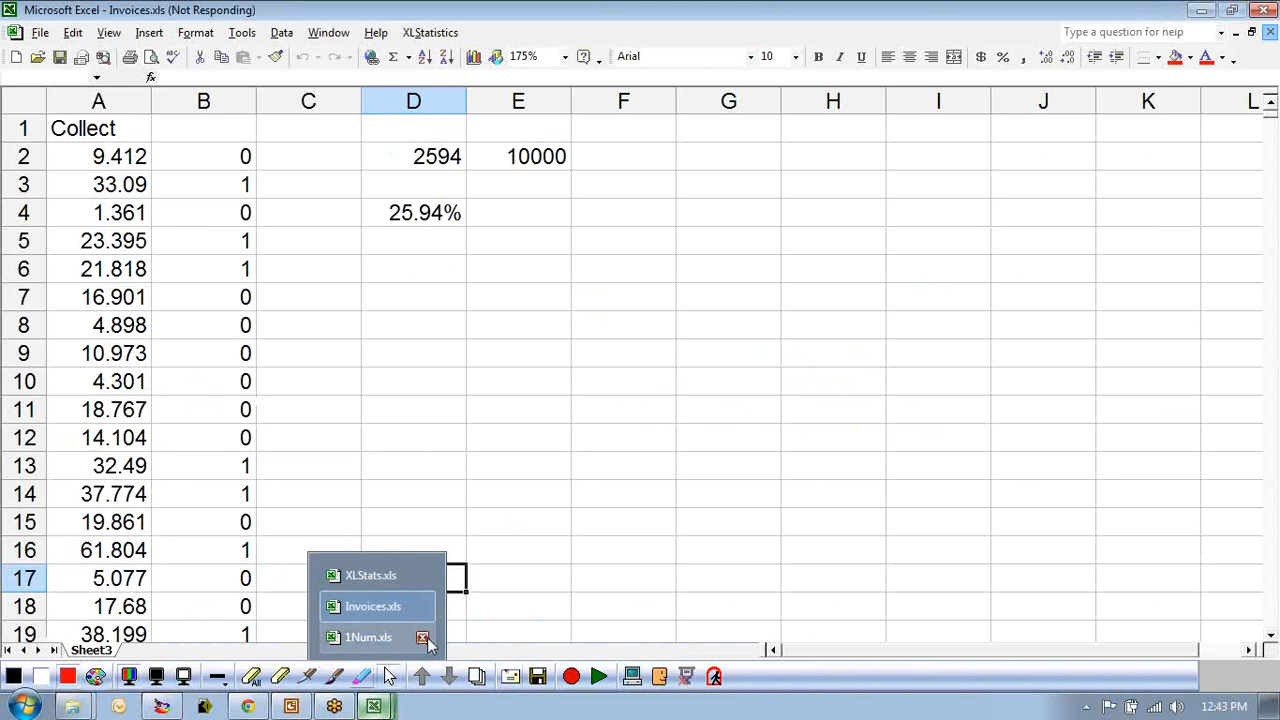 Microsoft Excel - Invoices.xls (Not Responding)
File Edit View Insert Format Tools Data Window Help XLStatistics Type a question for help
175% Arial 10
A B C D E F G H I J K L
1 Collect
2 9.412 0 2594 10000
3 33.09 1
4 1.361 0 25.94%
5 23.395 1
6 21.818 1
7 16.901 0
8 4.898 0
9 10.973 0
10 4.301 0
11 18.767 0
12 14.104 0
13 32.49 1
14 37.774 1
15 19.861 0
16 61.804 1
17 5.077 0
18 17.68 0
19 38.199 1
XLStats.xls
Invoices.xls
1Num.xls
Sheet3
12:43 PM